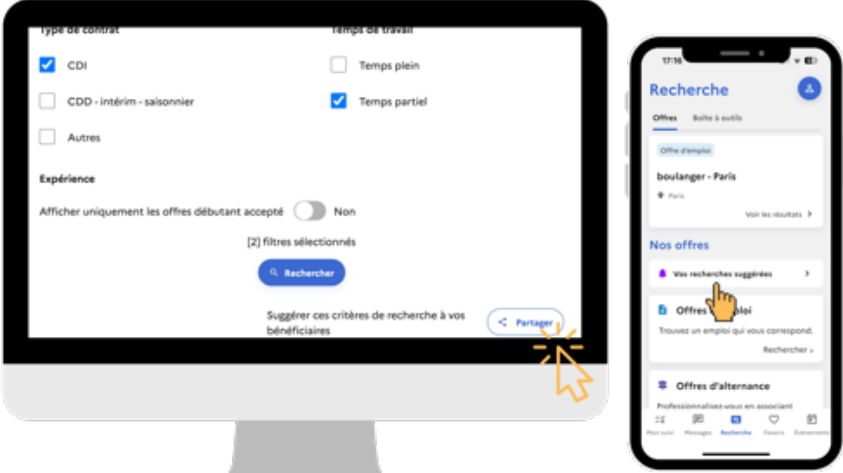 Type de contrat
Temps de travail
CDI
Temps plein
CDD - intérim - saisonnier
Temps partiel
Autres
Expérience
Afficher uniquement les offres débutant accepté
Non
[2] filtres sélectionnés
Rechercher
Suggérer ces critères de recherche à vos
bénéficiaires
Partager
17:16
Recherche
Offres
Boîte à outils
Offre d'emploi
boulanger - Paris
Paris
Voir les résultats
Nos offres
Vos recherches suggérées
Offres
Trouvez un emploi qui vous correspond.
Rechercher
Offres d'alternance
Professionnalisez-vous en associant
Mon suivi
Messages
Recherche
Favoris
Événements